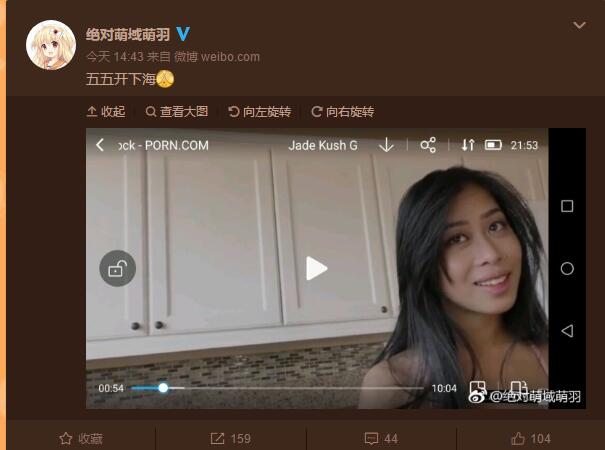 绝对萌域萌羽
今天 14:43 来自 微博 weibo.com
五五开下海
收起 查看大图 向左旋转 向右旋转
ock - PORN.COM Jade Kush G 21:53
00:54 10:04
@绝对萌域萌羽
收藏 159 44 104